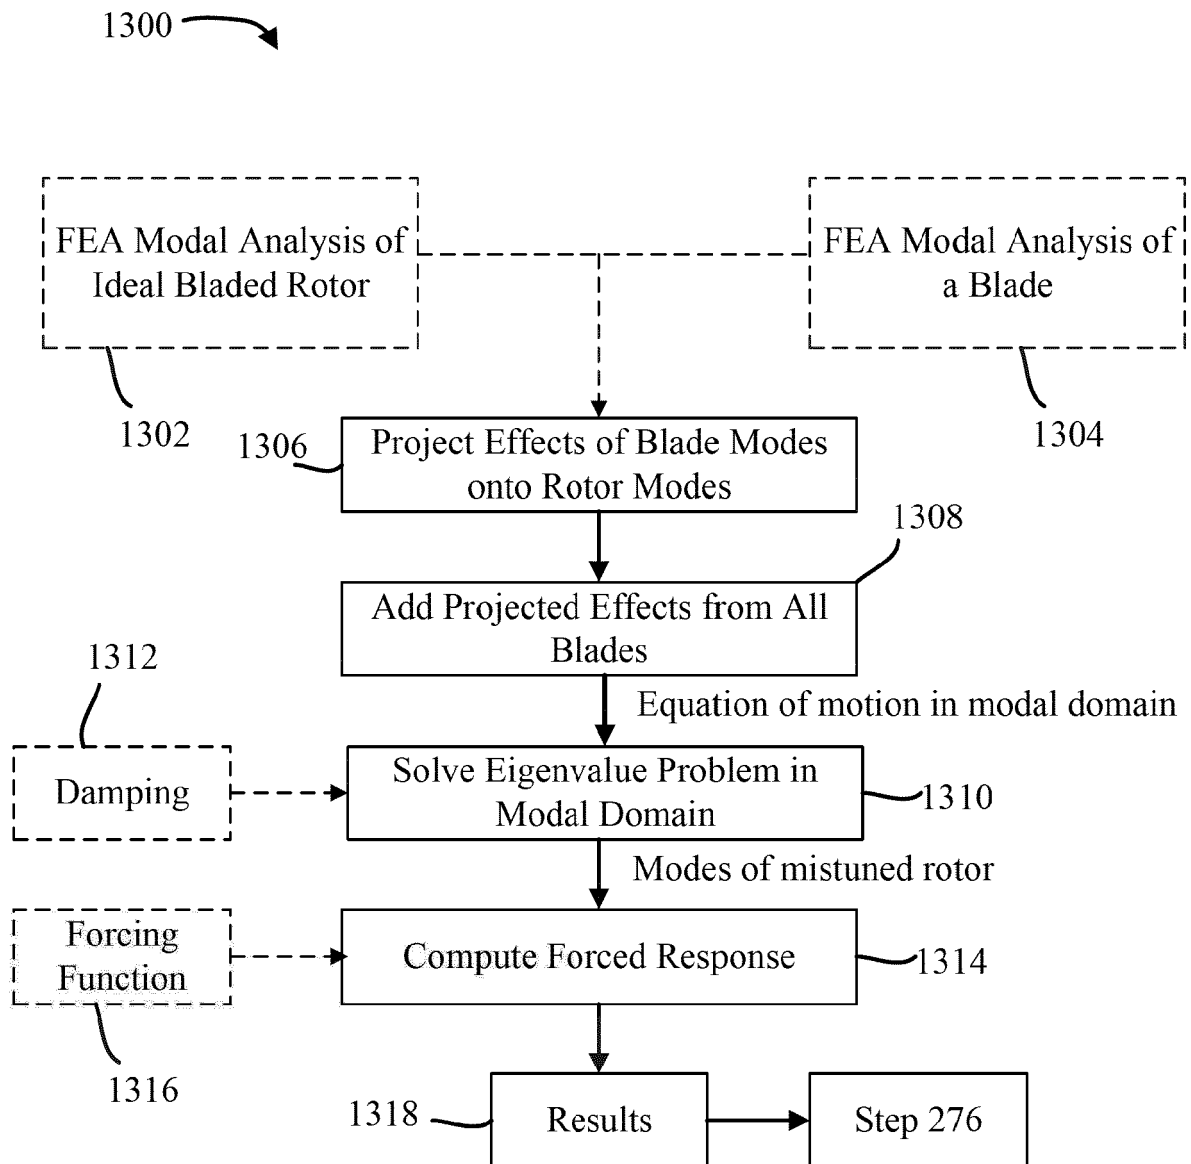 1300
FEA Modal Analysis of
Ideal Bladed Rotor
FEA Modal Analysis of
a Blade
1302
1304
1306
Project Effects of Blade Modes
onto Rotor Modes
1308
Add Projected Effects from All
Blades
1312
Equation of motion in modal domain
Damping
Solve Eigenvalue Problem in
Modal Domain
1310
Modes of mistuned rotor
Forcing
Function
Compute Forced Response
1314
1316
1318
Results
Step 276